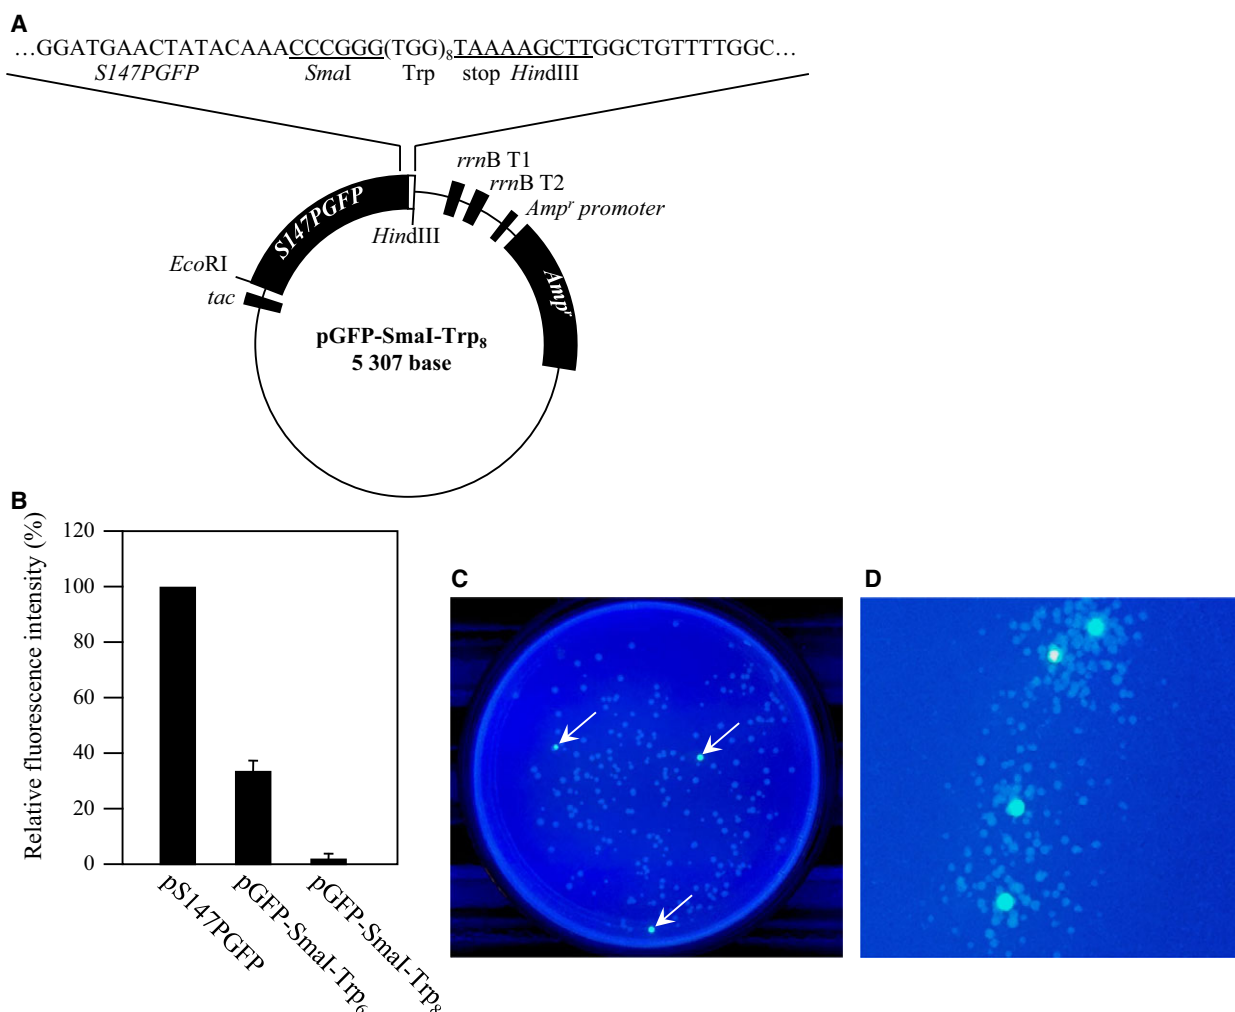 A
…GGATGAACTATACAAACCCGGG(TGG)8TAAAAGCTTGGCTGTTTTGGC…
S147PGFP SmaI Trp stop HindIII
rrnB T1
rrnB T2
Ampr promoter
S147PGFP
HindIII
EcoRI
tac
Ampr
pGFP-SmaI-Trp8
5 307 base
B
Relative fluorescence intensity (%)
120
100
80
60
40
20
0
pS147PGFP
pGFP-SmaI-Trp6
pGFP-SmaI-Trp8
C
D